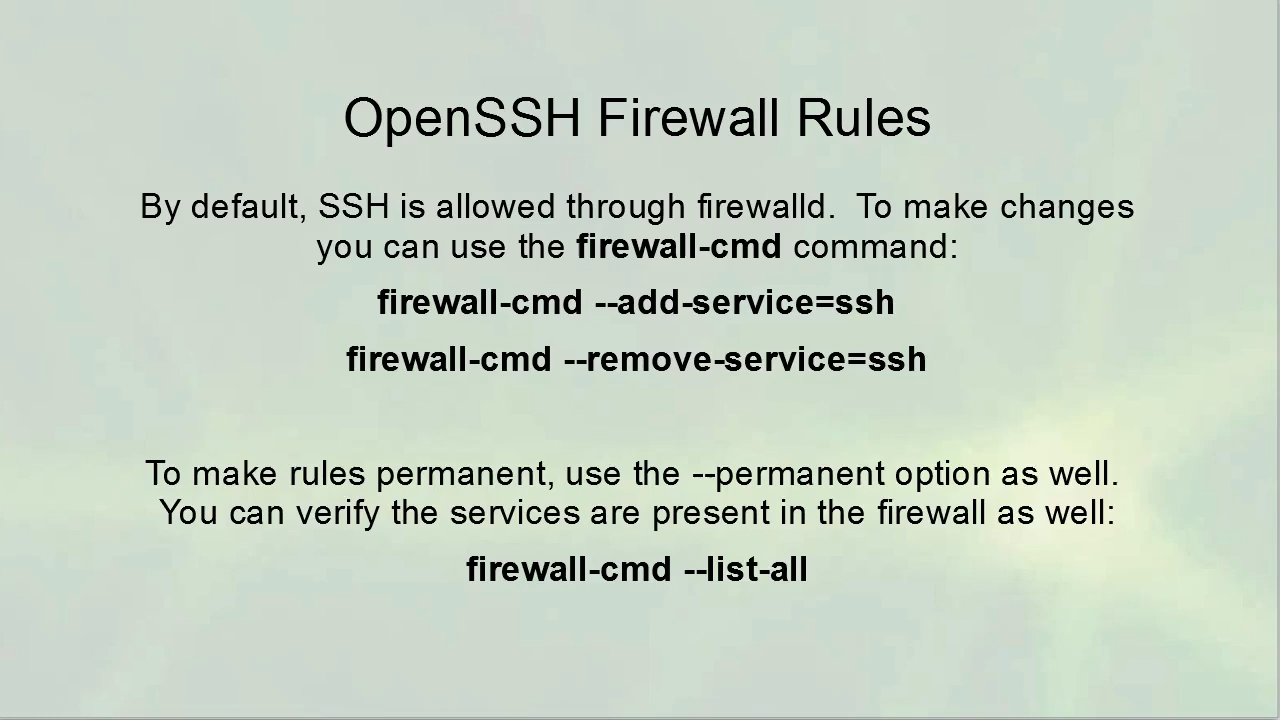 OpenSSH Firewall Rules
By default, SSH is allowed through firewalld.  To make changes
you can use the firewall-cmd command:
firewall-cmd --add-service=ssh
firewall-cmd --remove-service=ssh
To make rules permanent, use the --permanent option as well.
You can verify the services are present in the firewall as well:
firewall-cmd --list-all